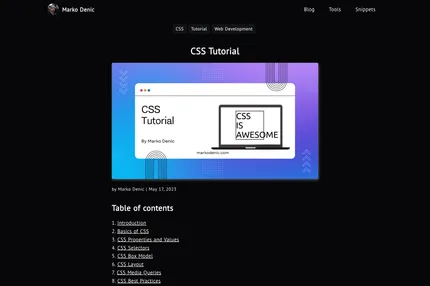 Marko Denic
Blog
Tools
Snippets
CSS
Tutorial
Web Development
CSS Tutorial
CSS
Tutorial
By Marko Denic
CSS
IS
AWESOME
markodenic.com
by Marko Denic | May 17, 2023
Table of contents
1. Introduction
2. Basics of CSS
3. CSS Properties and Values
4. CSS Selectors
5. CSS Box Model
6. CSS Layout
7. CSS Media Queries
8. CSS Best Practices